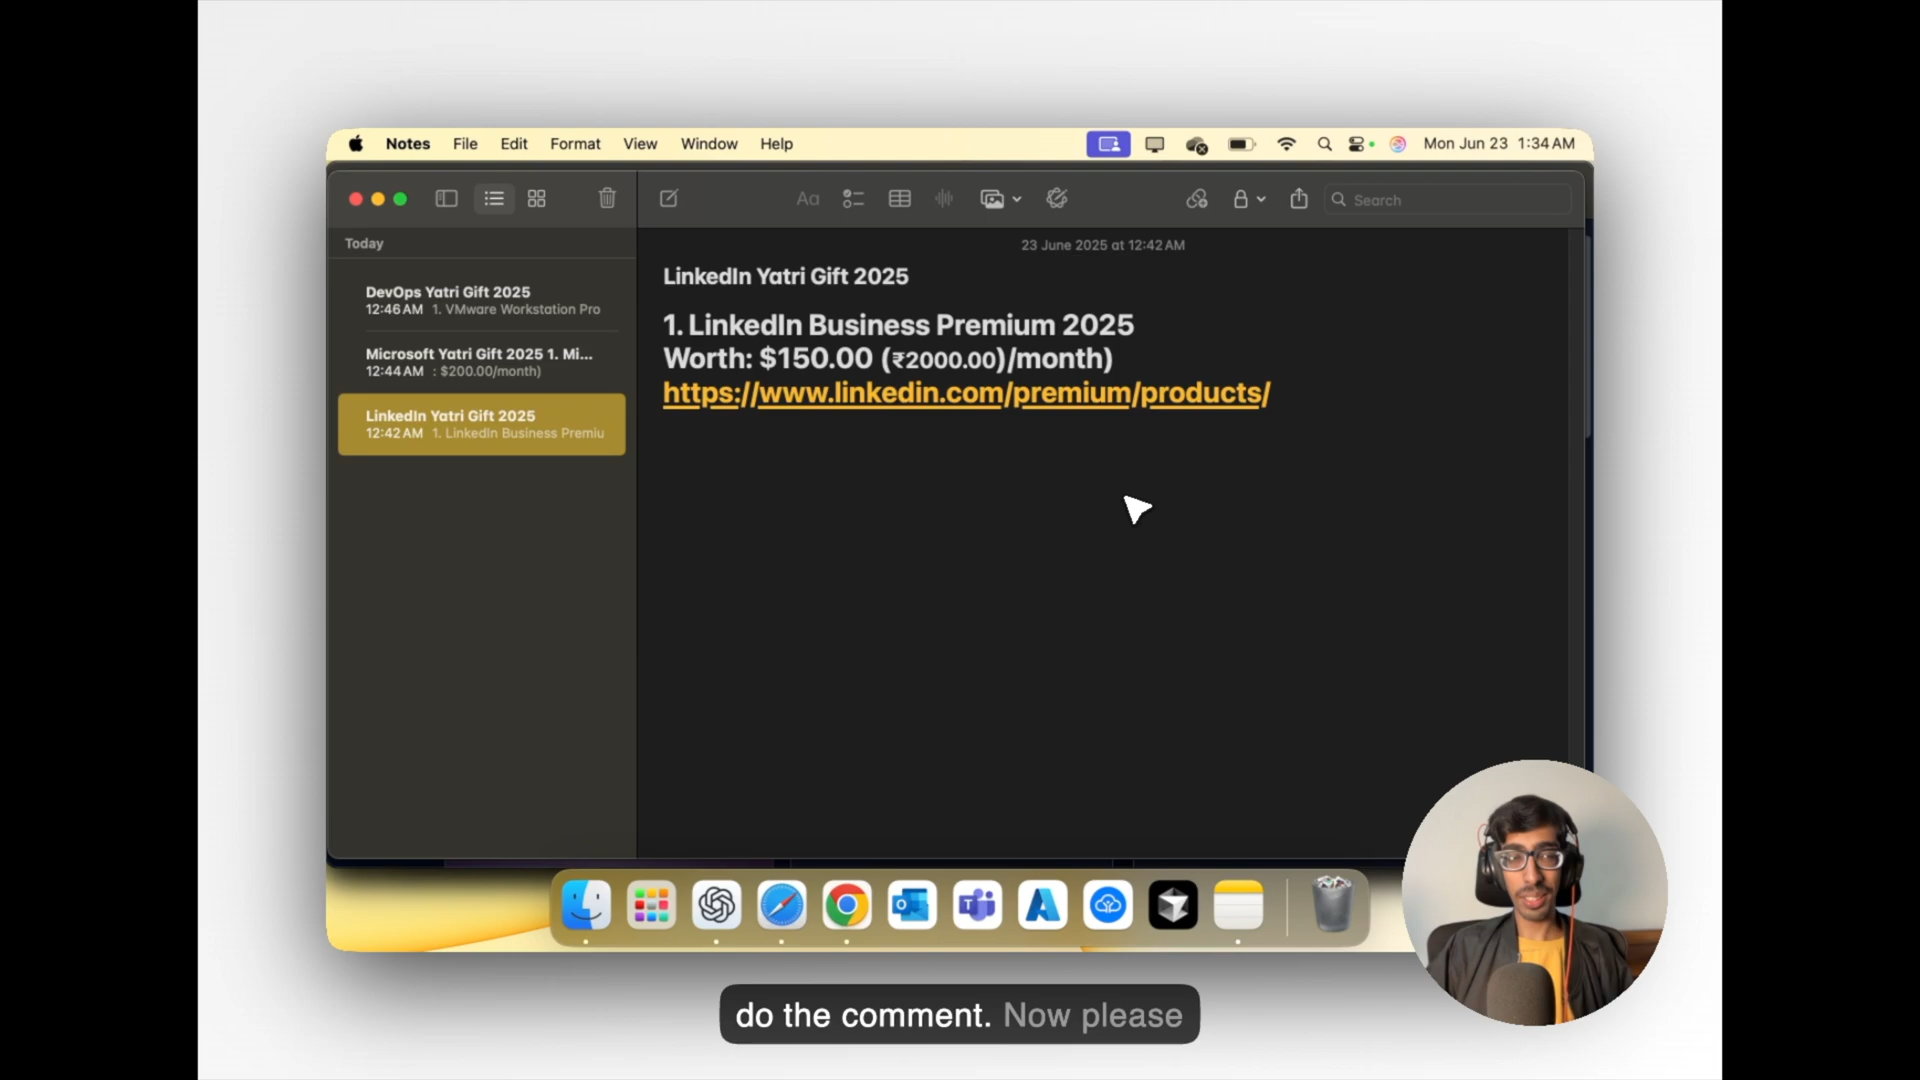 Notes File Edit Format View Window Help Mon Jun 23 1:34 AM
Aa Search
Today
DevOps Yatri Gift 2025
12:46 AM 1. VMware Workstation Pro
Microsoft Yatri Gift 2025 1. Mi...
12:44 AM : $200.00/month)
LinkedIn Yatri Gift 2025
12:42 AM 1. LinkedIn Business Premiu
23 June 2025 at 12:42 AM
LinkedIn Yatri Gift 2025
1. LinkedIn Business Premium 2025
Worth: $150.00 (₹2000.00)/month)
https://www.linkedin.com/premium/products/
do the comment. Now please